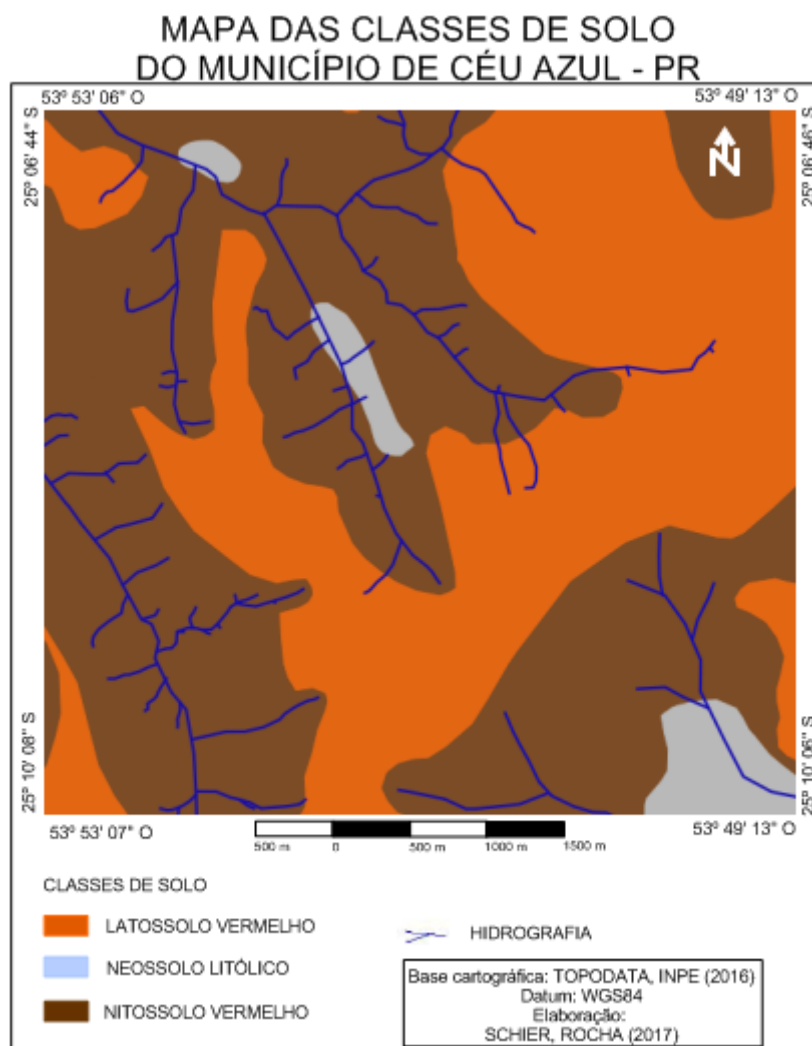 MAPA DAS CLASSES DE SOLO
DO MUNICÍPIO DE CÉU AZUL - PR
53º 53' 06" O
53º 49' 13" O
25º 06' 44" S
25º 06' 46" S
N
25º 10' 08" S
25º 10' 06" S
53º 53' 07" O
53º 49' 13" O
500 m 0 500 m 1000 m 1500 m
CLASSES DE SOLO
LATOSSOLO VERMELHO
NEOSSOLO LITÓLICO
NITOSSOLO VERMELHO
HIDROGRAFIA
Base cartográfica: TOPODATA, INPE (2016)
Datum: WGS84
Elaboração:
SCHIER, ROCHA (2017)